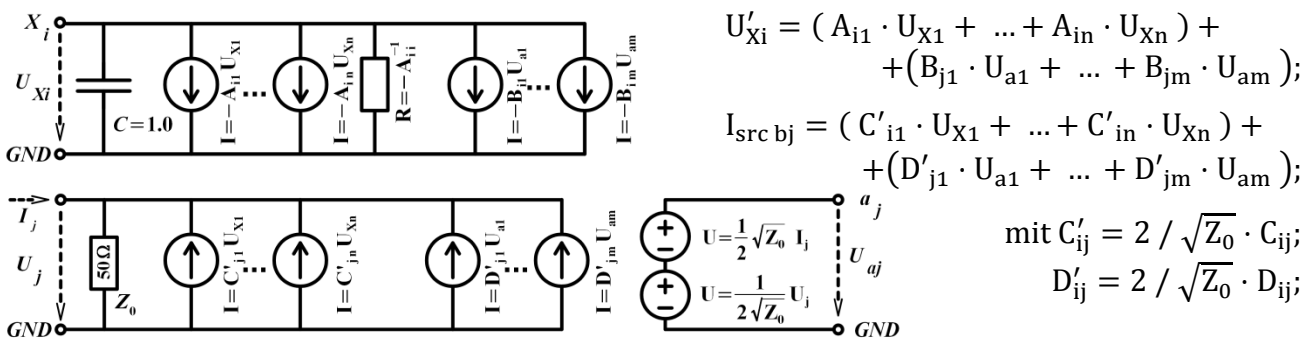 X_i
U_Xi
GND
C=1.0
I=−A_i1 U_X1
...
I=−A_in U_Xn
R=−A_ii^−1
I=−B_i1 U_a1
...
I=−B_im U_am
I_j
U_j
GND
50Ω
Z_0
I=C'_j1 U_X1
...
I=C'_jn U_Xn
I=D'_j1 U_a1
...
I=D'_jm U_am
U=1/2 √Z_0 I_j
U=1/(2√Z_0) U_j
a_j
U_aj
GND
U'_Xi = ( A_i1 · U_X1 + … + A_in · U_Xn ) +
+(B_j1 · U_a1 + … + B_jm · U_am );
I_src bj = ( C'_i1 · U_X1 + … + C'_in · U_Xn ) +
+(D'_j1 · U_a1 + … + D'_jm · U_am );
mit C'_ij = 2 / √Z_0 · C_ij;
D'_ij = 2 / √Z_0 · D_ij;